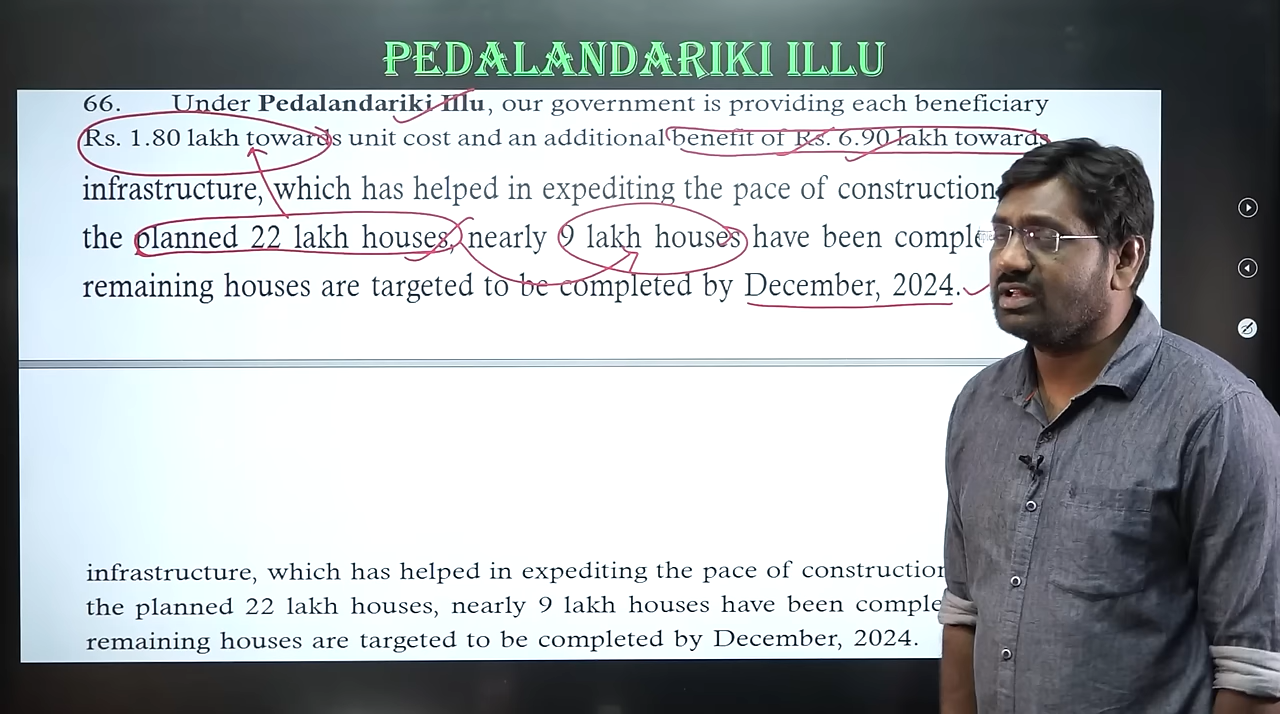 PEDALANDARIKI ILLU
66. Under Pedalandariki Illu, our government is providing each beneficiary
Rs. 1.80 lakh towards unit cost and an additional benefit of Rs. 6.90 lakh towards
infrastructure, which has helped in expediting the pace of construction
the planned 22 lakh houses, nearly 9 lakh houses have been comple
remaining houses are targeted to be completed by December, 2024.
infrastructure, which has helped in expediting the pace of construction
the planned 22 lakh houses, nearly 9 lakh houses have been comple
remaining houses are targeted to be completed by December, 2024.